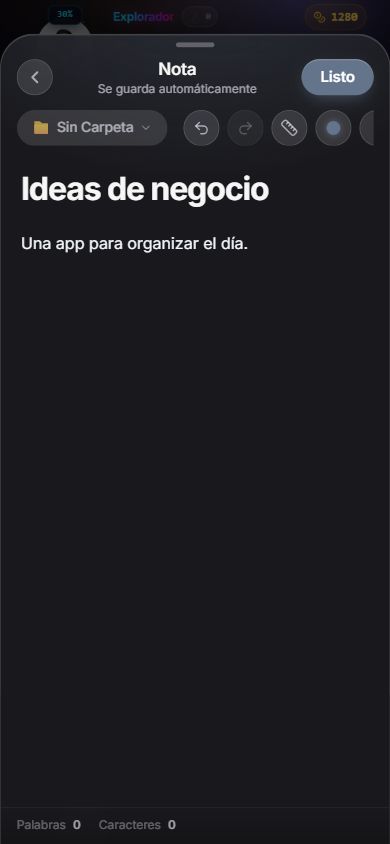 30%
Explorador
1280
Nota
Se guarda automáticamente
Listo
Sin Carpeta
Ideas de negocio
Una app para organizar el día.
Palabras 0 Caracteres 0